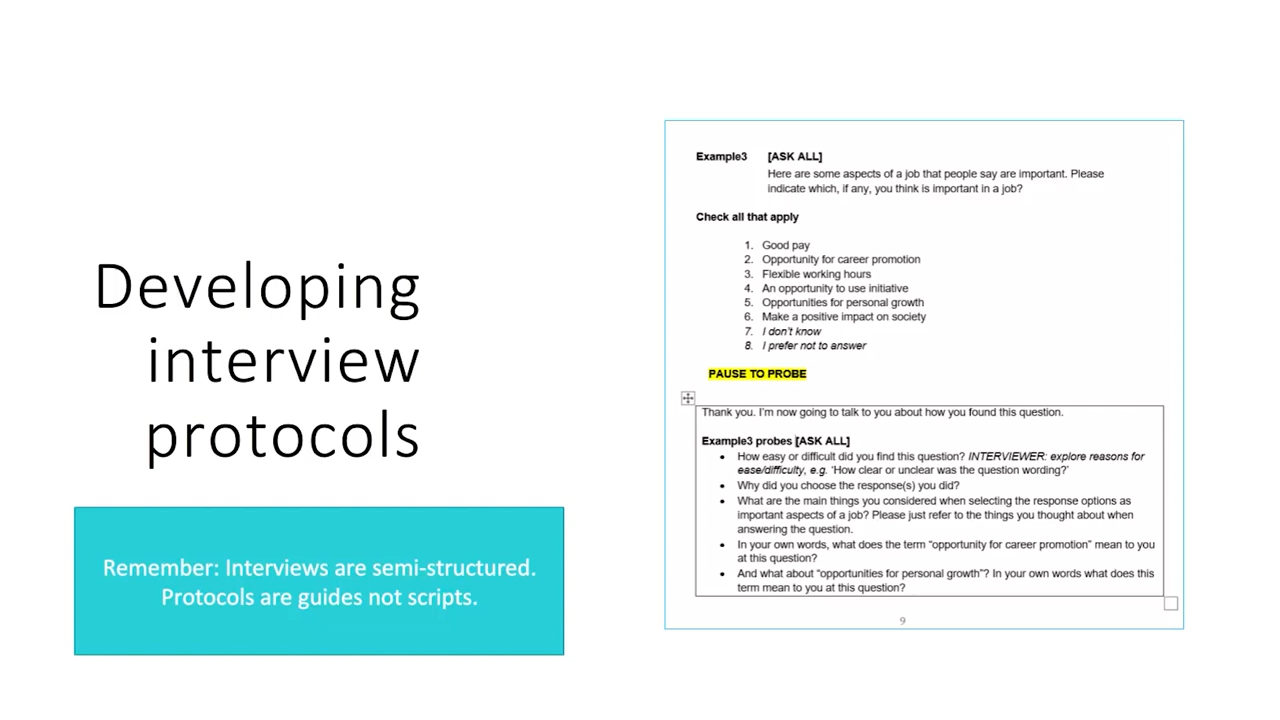 Developing
interview
protocols
Remember: Interviews are semi-structured.
Protocols are guides not scripts.
Example3 [ASK ALL]
Here are some aspects of a job that people say are important. Please
indicate which, if any, you think is important in a job?
Check all that apply
1. Good pay
2. Opportunity for career promotion
3. Flexible working hours
4. An opportunity to use initiative
5. Opportunities for personal growth
6. Make a positive impact on society
7. I don't know
8. I prefer not to answer
PAUSE TO PROBE
Thank you. I'm now going to talk to you about how you found this question.
Example3 probes [ASK ALL]
• How easy or difficult did you find this question? INTERVIEWER: explore reasons for
ease/difficulty, e.g. 'How clear or unclear was the question wording?'
• Why did you choose the response(s) you did?
• What are the main things you considered when selecting the response options as
important aspects of a job? Please just refer to the things you thought about when
answering the question.
• In your own words, what does the term "opportunity for career promotion" mean to you
at this question?
• And what about "opportunities for personal growth"? In your own words what does this
term mean to you at this question?
9